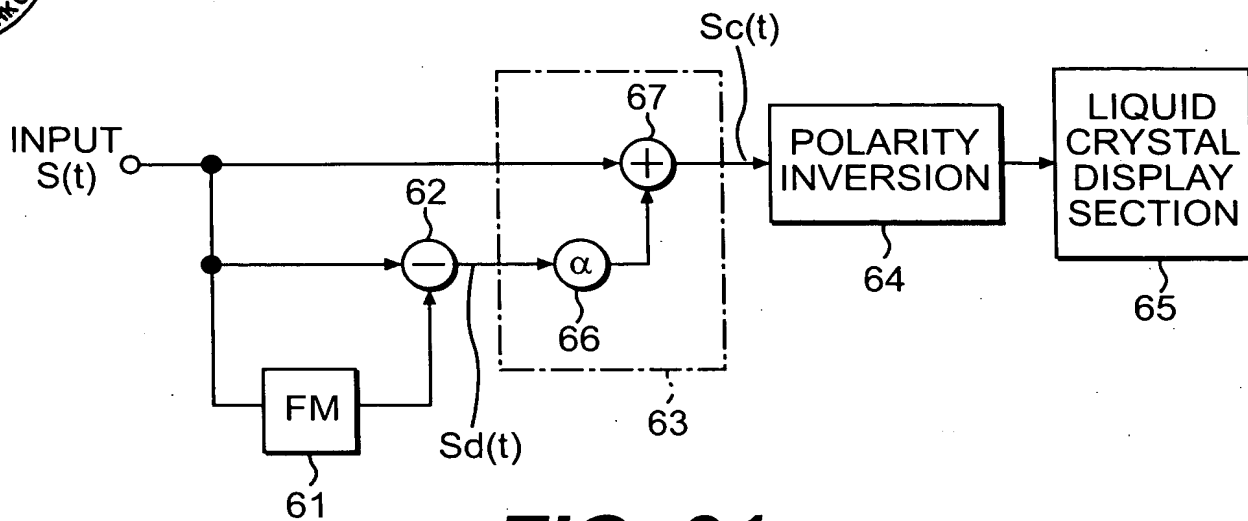 Sc(t)
67
INPUT
S(t)
+
POLARITY
INVERSION
LIQUID
CRYSTAL
DISPLAY
SECTION
62
−
α
64
65
66
FM
63
Sd(t)
61